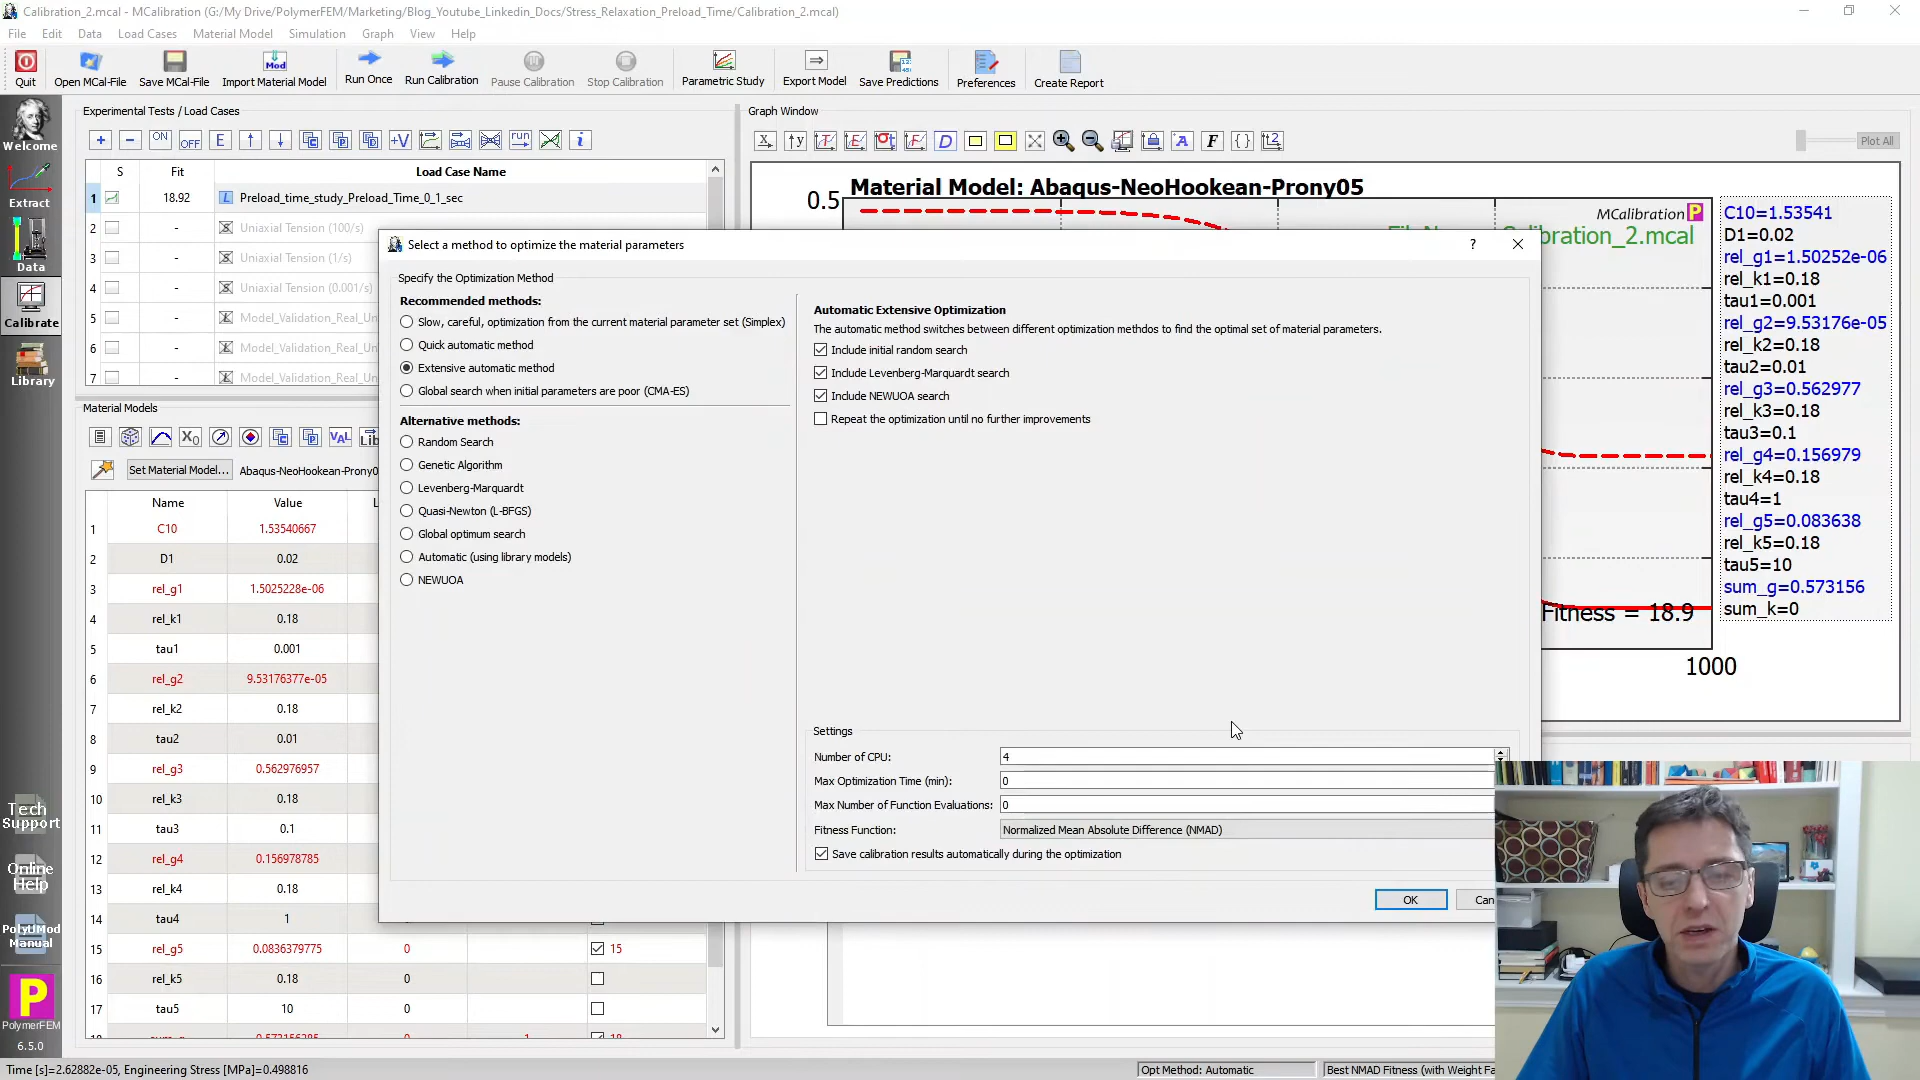 Calibration_2.mcal - MCalibration (G:/My Drive/PolymerFEM/Marketing/Blog_Youtube_Linkedin_Docs/Stress_Relaxation_Preload_Time/Calibration_2.mcal)
File Edit Data Load Cases Material Model Simulation Graph View Help
Quit Open MCal-File Save MCal-File Import Material Model Run Once Run Calibration Pause Calibration Stop Calibration Parametric Study Export Model Save Predictions Preferences Create Report
Welcome
Extract
Data
Calibrate
Library
Tech Support
Online Help
PolyUMod Manual
PolymerFEM
6.5.0
Experimental Tests / Load Cases
ON OFF E +V run i
S Fit Load Case Name
1 18.92 L Preload_time_study_Preload_Time_0_1_sec
2 - Uniaxial Tension (100/s)
3 - Uniaxial Tension (1/s)
4 - Uniaxial Tension (0.001/s)
5 - Model_Validation_Real_Un
6 - Model_Validation_Real_Un
7 - Model_Validation_Real_Un
Material Models
X0 VAL Lib
Set Material Model... Abaqus-NeoHookean-Prony0
Name Value
1 C10 1.53540667
2 D1 0.02
3 rel_g1 1.5025228e-06
4 rel_k1 0.18
5 tau1 0.001
6 rel_g2 9.53176377e-05
7 rel_k2 0.18
8 tau2 0.01
9 rel_g3 0.562976957
10 rel_k3 0.18
11 tau3 0.1
12 rel_g4 0.156978785
13 rel_k4 0.18
14 tau4 1 0
15 rel_g5 0.0836379775 0 15
16 rel_k5 0.18 0
17 tau5 10 0
Graph Window
Plot All
Material Model: Abaqus-NeoHookean-Prony05
0.5
MCalibration P
Calibration_2.mcal
Fitness = 18.9
1000
C10=1.53541
D1=0.02
rel_g1=1.50252e-06
rel_k1=0.18
tau1=0.001
rel_g2=9.53176e-05
rel_k2=0.18
tau2=0.01
rel_g3=0.562977
rel_k3=0.18
tau3=0.1
rel_g4=0.156979
rel_k4=0.18
tau4=1
rel_g5=0.083638
rel_k5=0.18
tau5=10
sum_g=0.573156
sum_k=0
Select a method to optimize the material parameters ?
Specify the Optimization Method
Recommended methods:
Slow, careful, optimization from the current material parameter set (Simplex)
Quick automatic method
Extensive automatic method
Global search when initial parameters are poor (CMA-ES)
Alternative methods:
Random Search
Genetic Algorithm
Levenberg-Marquardt
Quasi-Newton (L-BFGS)
Global optimum search
Automatic (using library models)
NEWUOA
Automatic Extensive Optimization
The automatic method switches between different optimization methdos to find the optimal set of material parameters.
Include initial random search
Include Levenberg-Marquardt search
Include NEWUOA search
Repeat the optimization until no further improvements
Settings
Number of CPU: 4
Max Optimization Time (min): 0
Max Number of Function Evaluations: 0
Fitness Function: Normalized Mean Absolute Difference (NMAD)
Save calibration results automatically during the optimization
OK Can
Time [s]=2.62882e-05, Engineering Stress [MPa]=0.498816
Opt Method: Automatic
Best NMAD Fitness (with Weight Fa